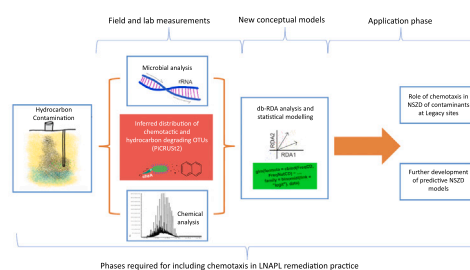 Field and lab measurements
New conceptual models
Application phase
Hydrocarbon
Contamination
Microbial analysis
rRNA
Inferred distribution of
chemotactic and
hydrocarbon degrading OTUs
(PICRUSt2)
Chemical
analysis
db-RDA analysis and
statistical modelling
RDA2
RDA1
Role of chemotaxis in
NSZD of contaminants
at Legacy sites
Further development
of predictive NSZD
models
Phases required for including chemotaxis in LNAPL remediation practice